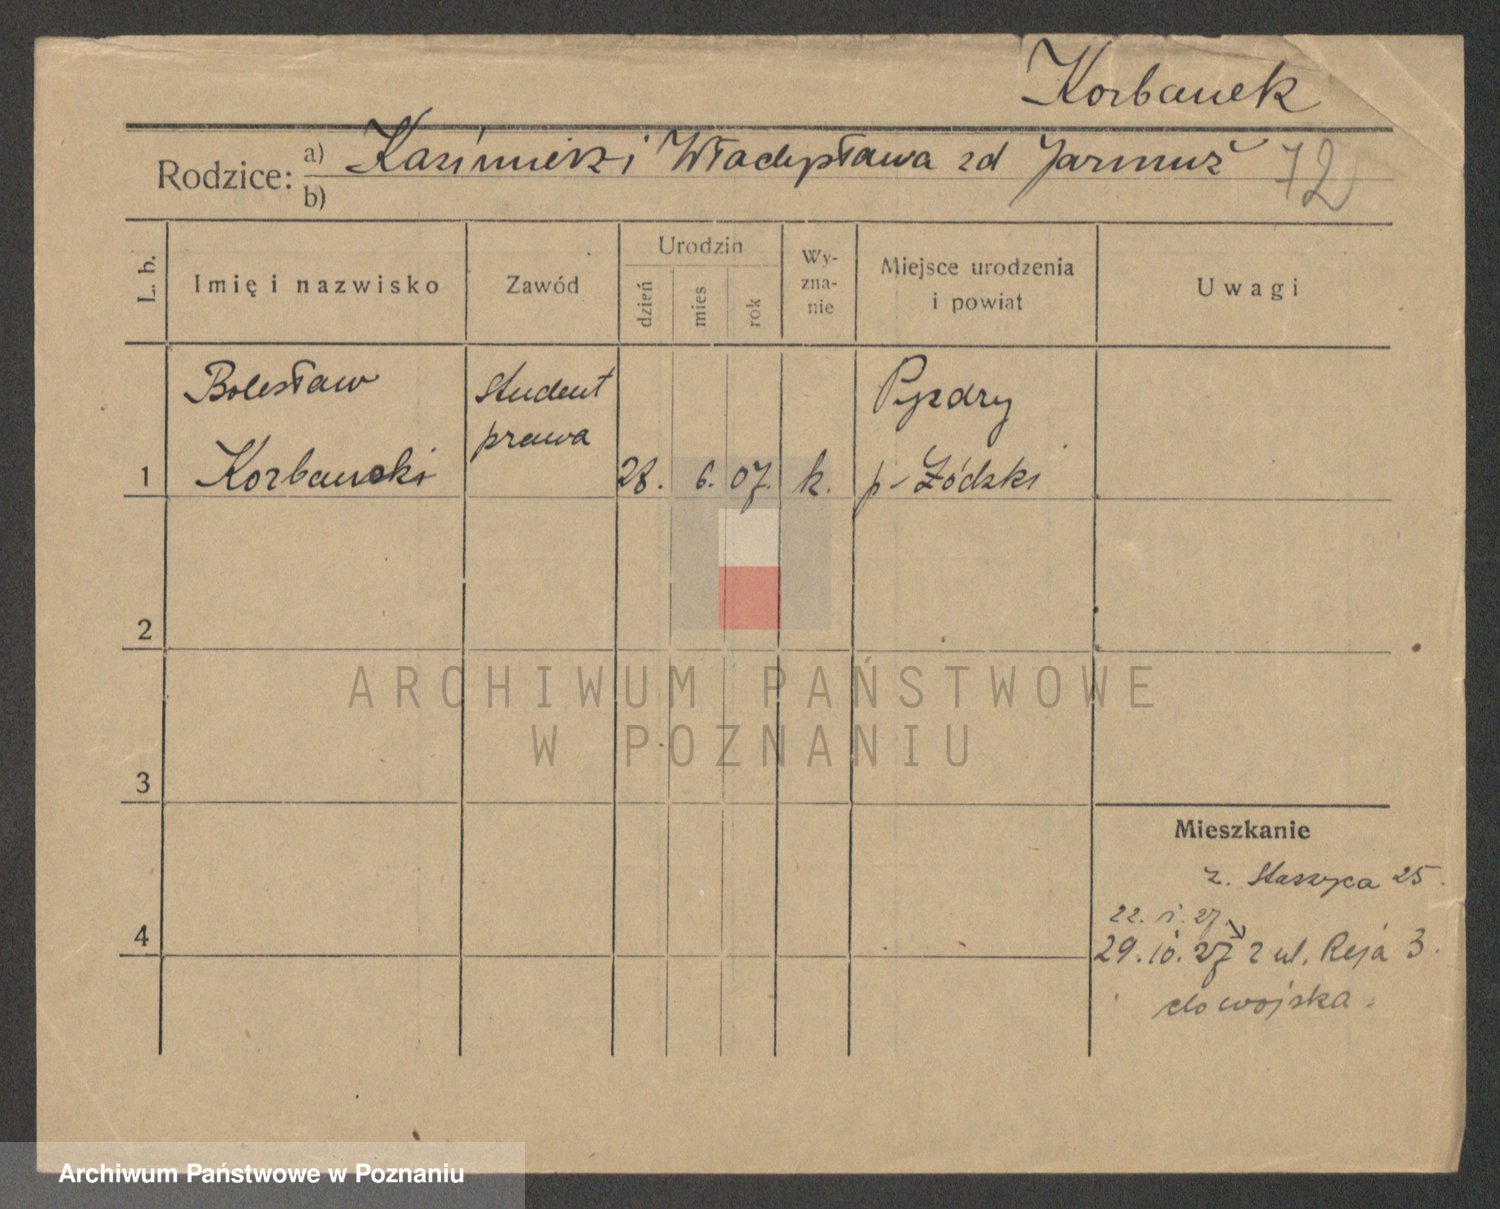 Korbanek
Rodzice: a) Kazimierz i Władysława zd Jarmuż 72
b)
L. b.
Imię i nazwisko
Zawód
Urodzin
dzień
mies
rok
Wy-
zna-
nie
Miejsce urodzenia
i powiat
Uwagi
Bolesław
Student
prawa
Pyzdry
1 Korbański 28. 6. 07. k. p-Łódzki
2
ARCHIWUM PAŃSTWOWE
W POZNANIU
3
Mieszkanie
z. Staszyca 25.
22. 1. 27
4
29.10.27 z ul. Reja 3.
do wojska.
Archiwum Państwowe w Poznaniu